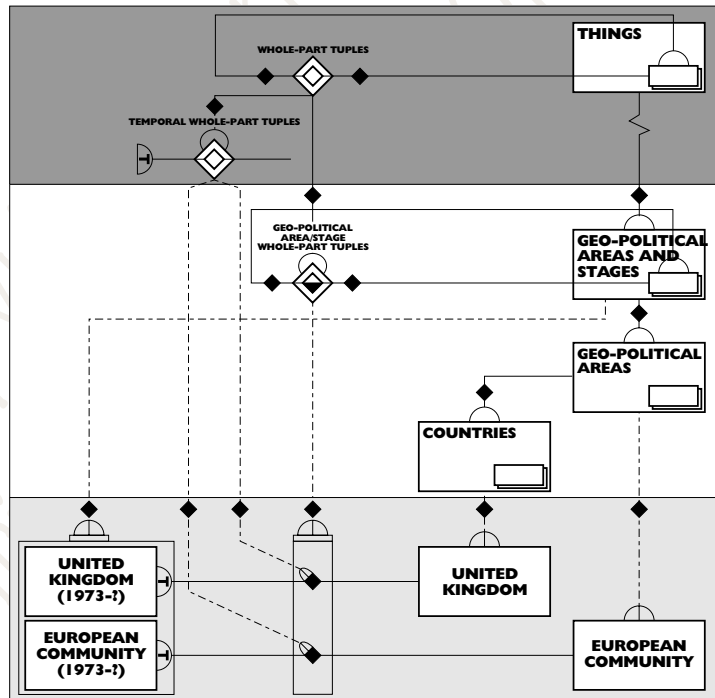 WHOLE-PART TUPLES
THINGS
TEMPORAL WHOLE-PART TUPLES
T
GEO-POLITICAL
AREA/STAGE
WHOLE-PART TUPLES
GEO-POLITICAL
AREAS AND
STAGES
GEO-POLITICAL
AREAS
COUNTRIES
UNITED
KINGDOM
(1973-?)
T
UNITED
KINGDOM
EUROPEAN
COMMUNITY
(1973-?)
T
EUROPEAN
COMMUNITY